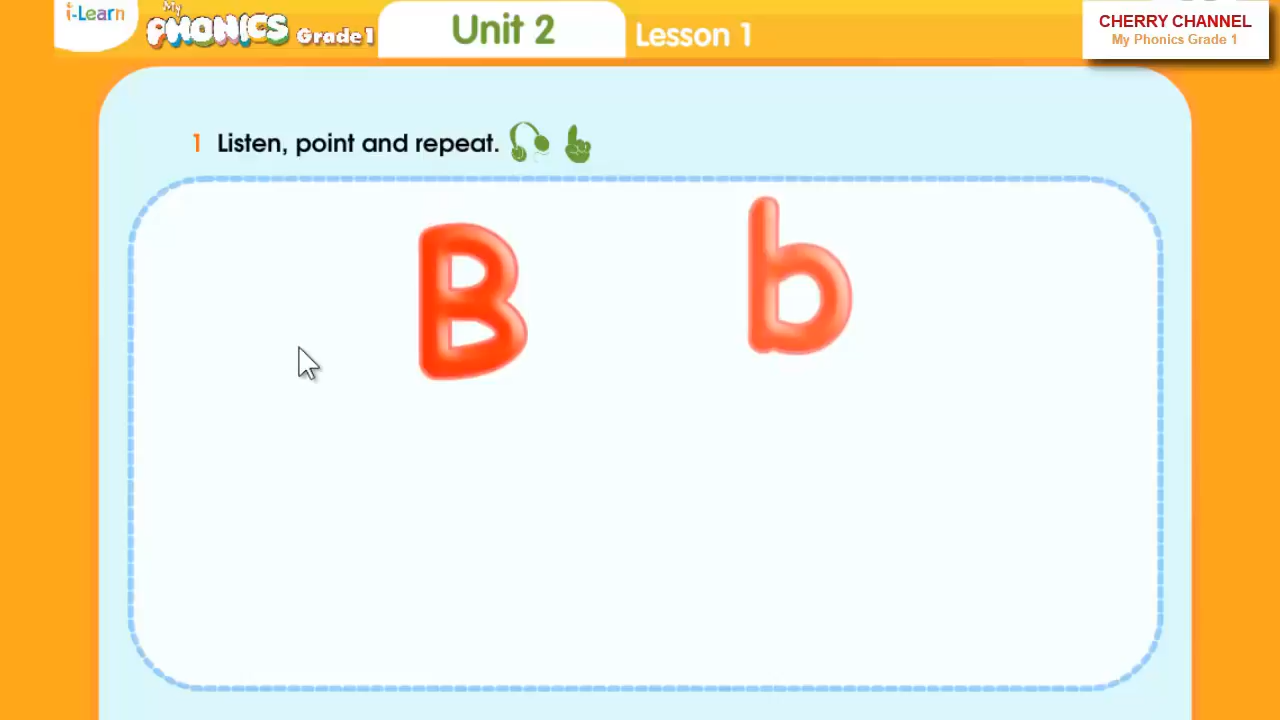 i-Learn
My
PHONICS Grade 1
Unit 2
Lesson 1
CHERRY CHANNEL
My Phonics Grade 1
1 Listen, point and repeat.
B b